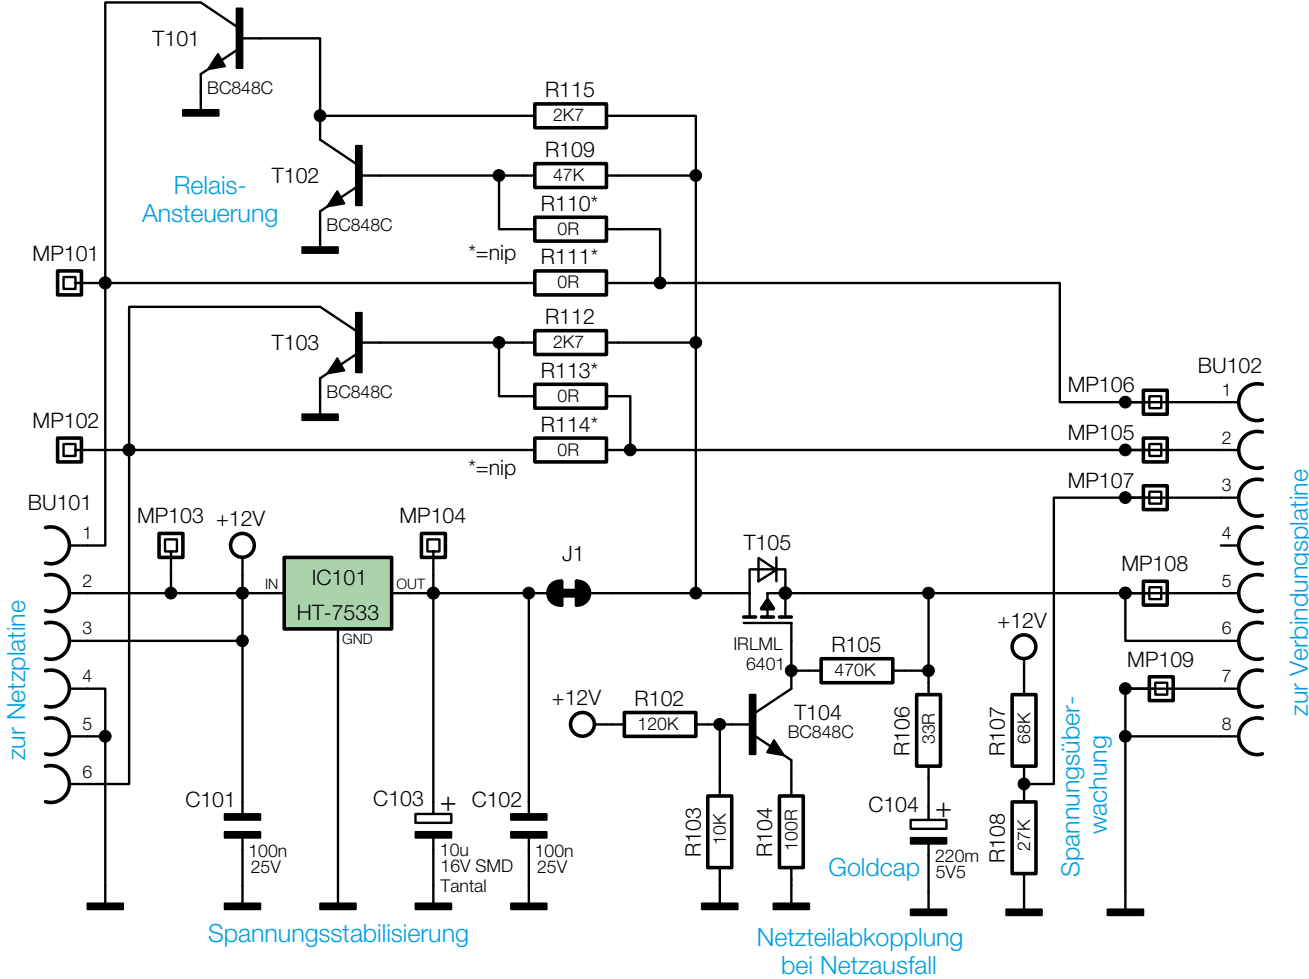 T101
BC848C
R115
2K7
R109
47K
T102
Relais-
Ansteuerung
R110*
0R
BC848C
*=nip
MP101
R111*
0R
R112
2K7
T103
R113*
0R
BC848C
MP102
R114*
0R
*=nip
MP106
BU102
1
MP105
2
MP107
3
4
MP108
5
6
MP109
7
8
zur Verbindungsplatine
BU101
1
2
3
4
5
6
zur Netzplatine
MP103
+12V
IN
IC101
HT-7533
OUT
GND
MP104
J1
T105
IRLML
6401
R105
470K
+12V
R102
120K
T104
BC848C
R106
33R
+12V
R107
68K
Spannungsüber-
wachung
C101
100n
25V
C103
+
10u
16V SMD
Tantal
C102
100n
25V
R103
10K
R104
100R
C104
+
220m
5V5
Goldcap
R108
27K
Spannungsstabilisierung
Netzteilabkopplung
bei Netzausfall